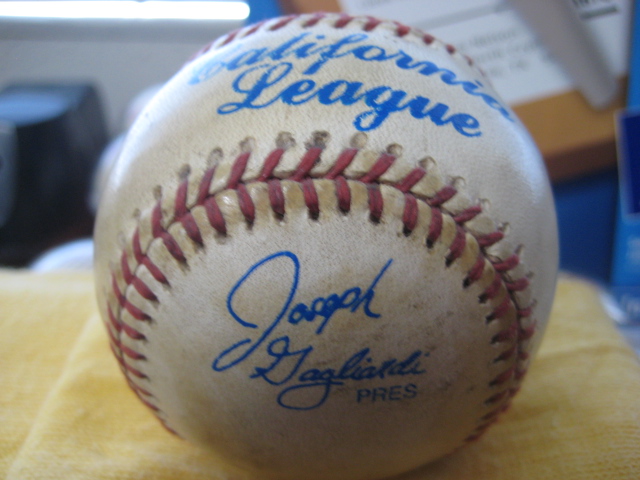 California
League
Joseph
Gagliardi
PRES